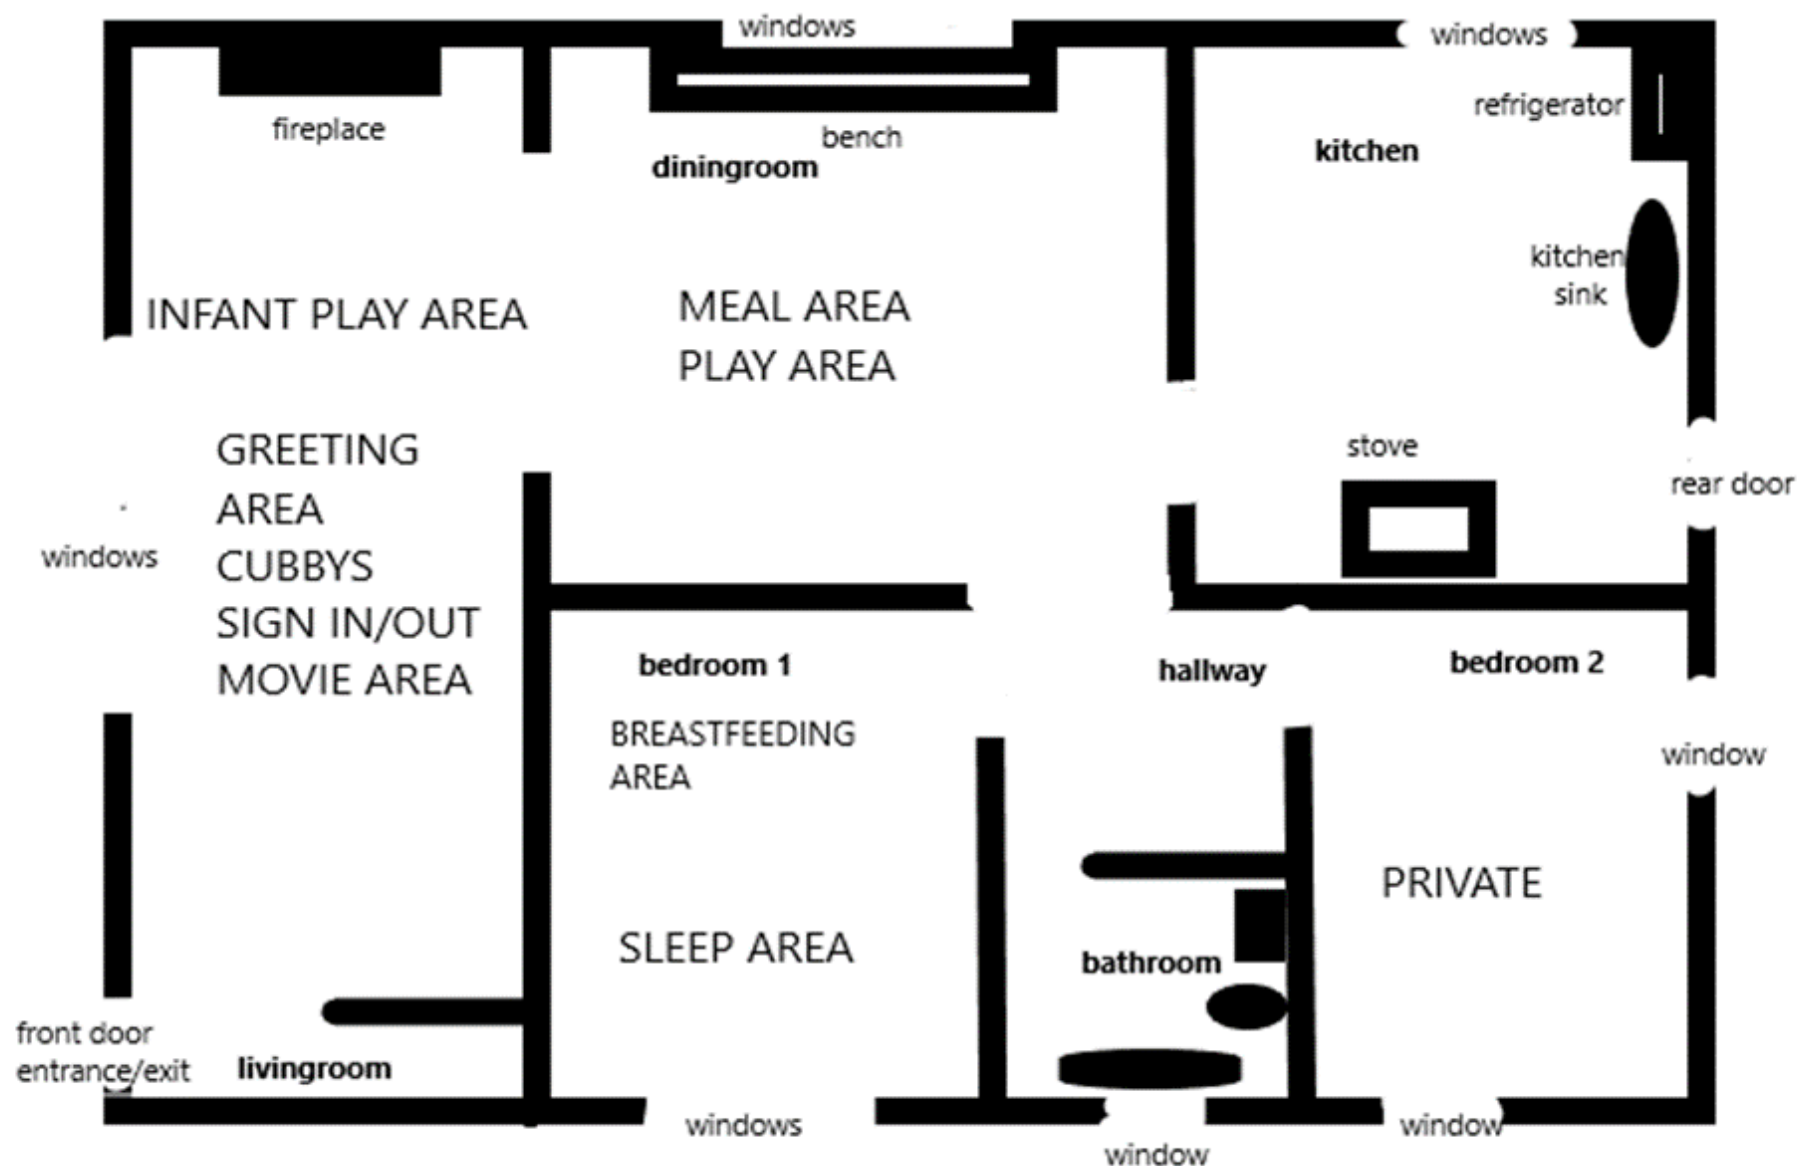 windows
windows
fireplace
bench
diningroom
kitchen
refrigerator
kitchen
sink
INFANT PLAY AREA
MEAL AREA
PLAY AREA
GREETING
AREA
CUBBYS
SIGN IN/OUT
MOVIE AREA
windows
stove
rear door
bedroom 1
hallway
bedroom 2
BREASTFEEDING
AREA
window
PRIVATE
SLEEP AREA
bathroom
front door
entrance/exit
livingroom
windows
window
window